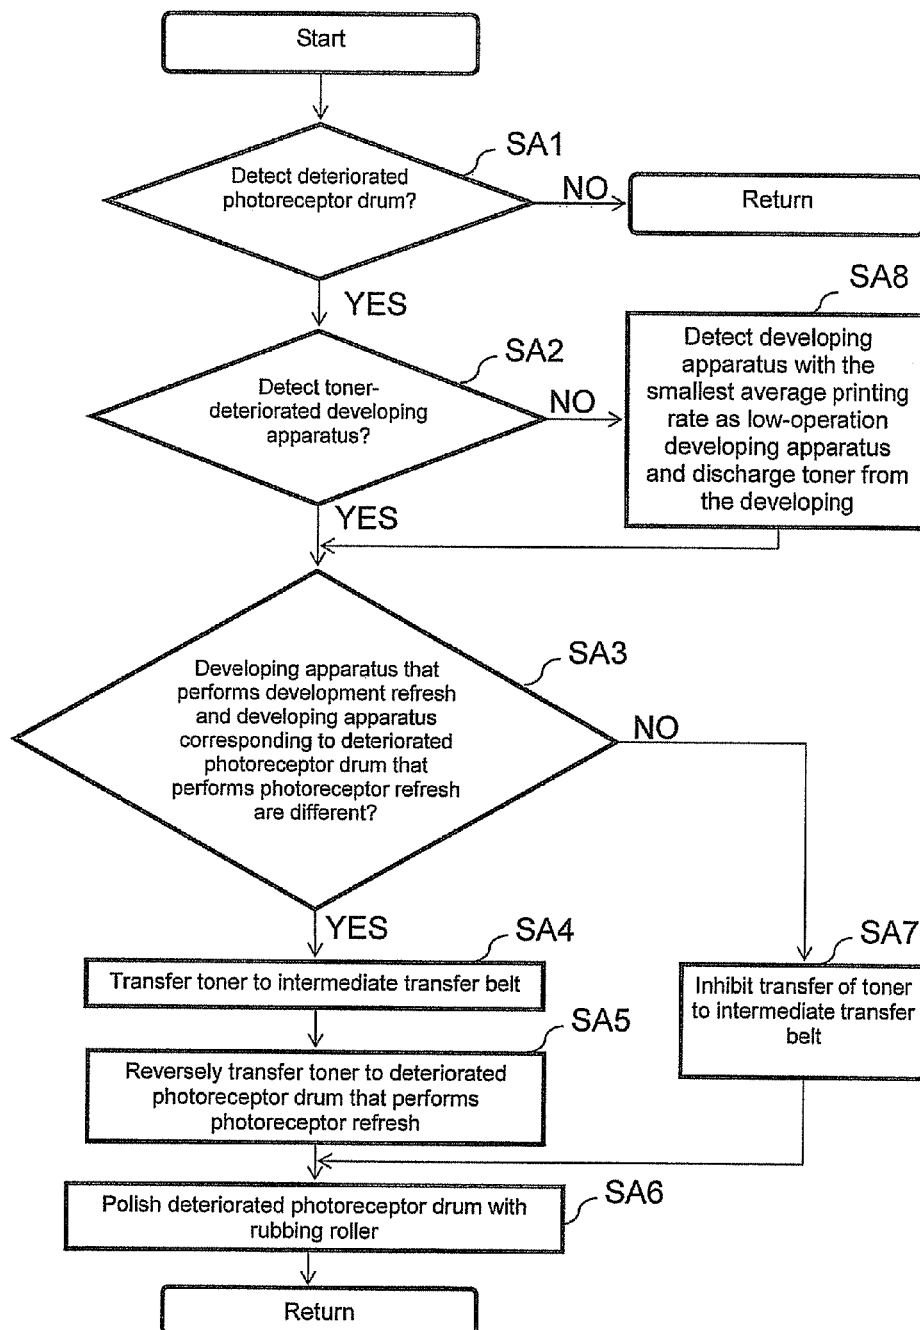 Start
SA1
Detect deteriorated
photoreceptor drum?
NO
Return
YES
SA8
SA2
Detect toner-
deteriorated developing
apparatus?
NO
Detect developing
apparatus with the
smallest average printing
rate as low-operation
developing apparatus
and discharge toner from
the developing
YES
SA3
Developing apparatus that
performs development refresh
and developing apparatus
corresponding to deteriorated
photoreceptor drum that
performs photoreceptor refresh
are different?
NO
YES
SA4
Transfer toner to intermediate transfer belt
SA7
Inhibit transfer of toner
to intermediate transfer
belt
SA5
Reversely transfer toner to deteriorated
photoreceptor drum that performs
photoreceptor refresh
SA6
Polish deteriorated photoreceptor drum with
rubbing roller
Return